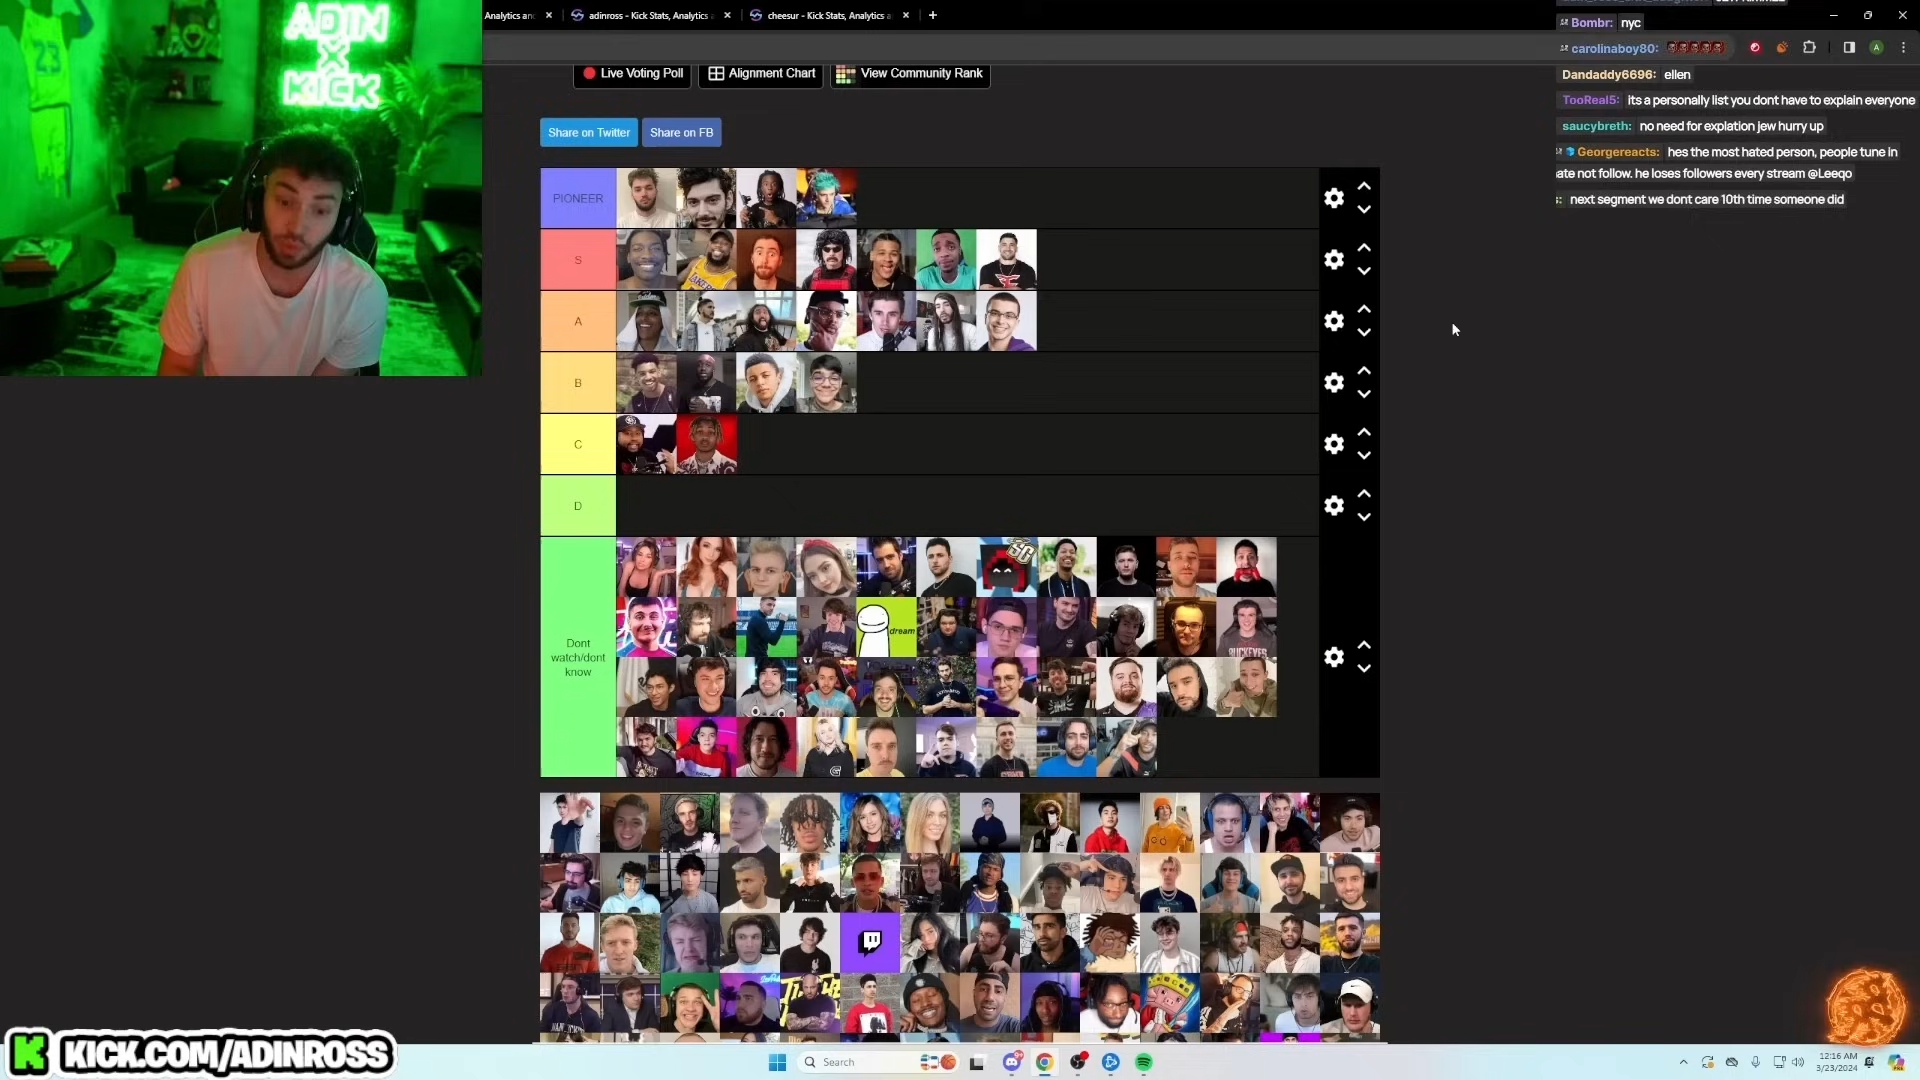 ADIN
X
KICK
23
Analytics and
adinross - Kick Stats, Analytics
cheesur - Kick Stats, Analytics
Bombr: nyc
carolinaboy80:
Dandaddy6696: ellen
TooReal5: its a personally list you dont have to explain everyone
saucybreth: no need for explation jew hurry up
Georgereacts: hes the most hated person, people tune in
ate not follow. he loses followers every stream @Leeqo
s: next segment we dont care 10th time someone did
Live Voting Poll
Alignment Chart
View Community Rank
Share on Twitter
Share on FB
PIONEER
S
A
B
C
D
Dont
watch/dont
know
dream
BUCKEYES
K KICK.COM/ADINROSS
Search
12:16 AM
3/23/2024